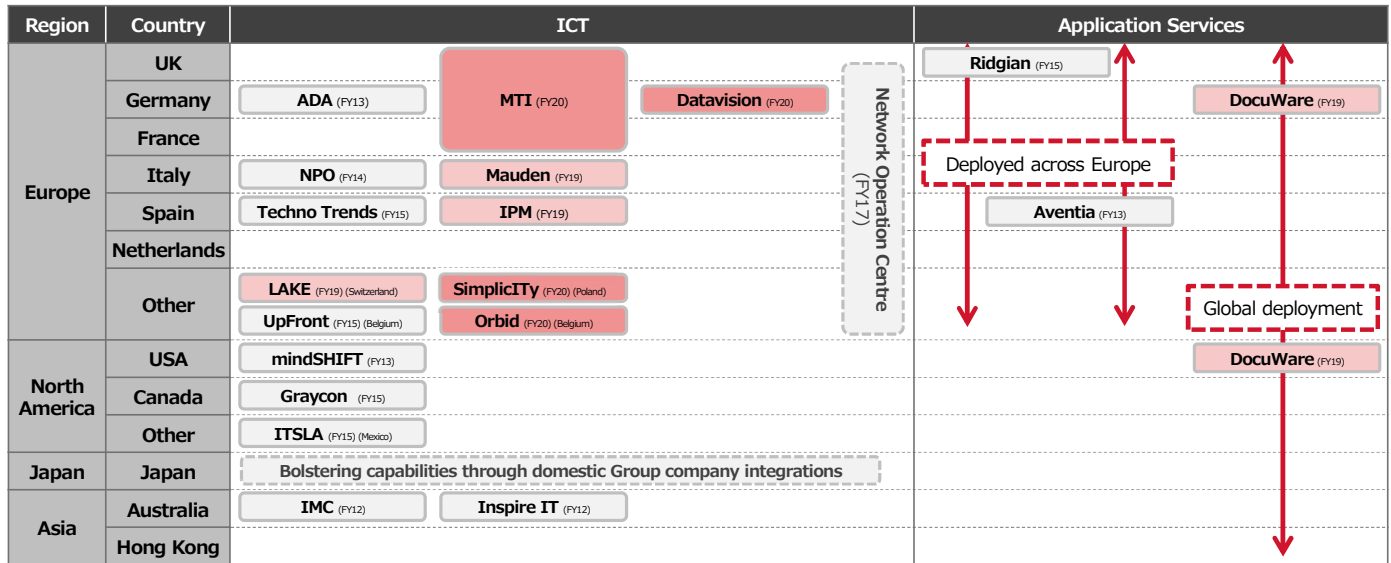 Region Country ICT Application Services
UK Ridgian (FY15)
Germany ADA (FY13) MTI (FY20) Datavision (FY20) DocuWare (FY19)
France
Network Operation Centre
(FY17)
Deployed across Europe
Europe
Italy NPO (FY14) Mauden (FY19)
Spain Techno Trends (FY15) IPM (FY19) Aventia (FY13)
Netherlands
Other LAKE (FY19) (Switzerland) SimplicITy (FY20) (Poland)
UpFront (FY15) (Belgium) Orbid (FY20) (Belgium)
Global deployment
North
America
USA mindSHIFT (FY13) DocuWare (FY19)
Canada Graycon (FY15)
Other ITSLA (FY15) (Mexico)
Japan Japan Bolstering capabilities through domestic Group company integrations
Asia
Australia IMC (FY12) Inspire IT (FY12)
Hong Kong